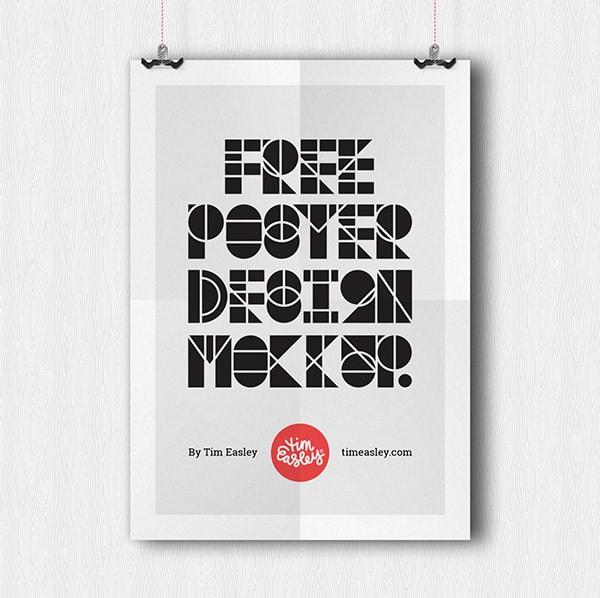 FREE
POSTER
DESIGN
MOCKUP.
By Tim Easley
Tim
Easley
timeasley.com